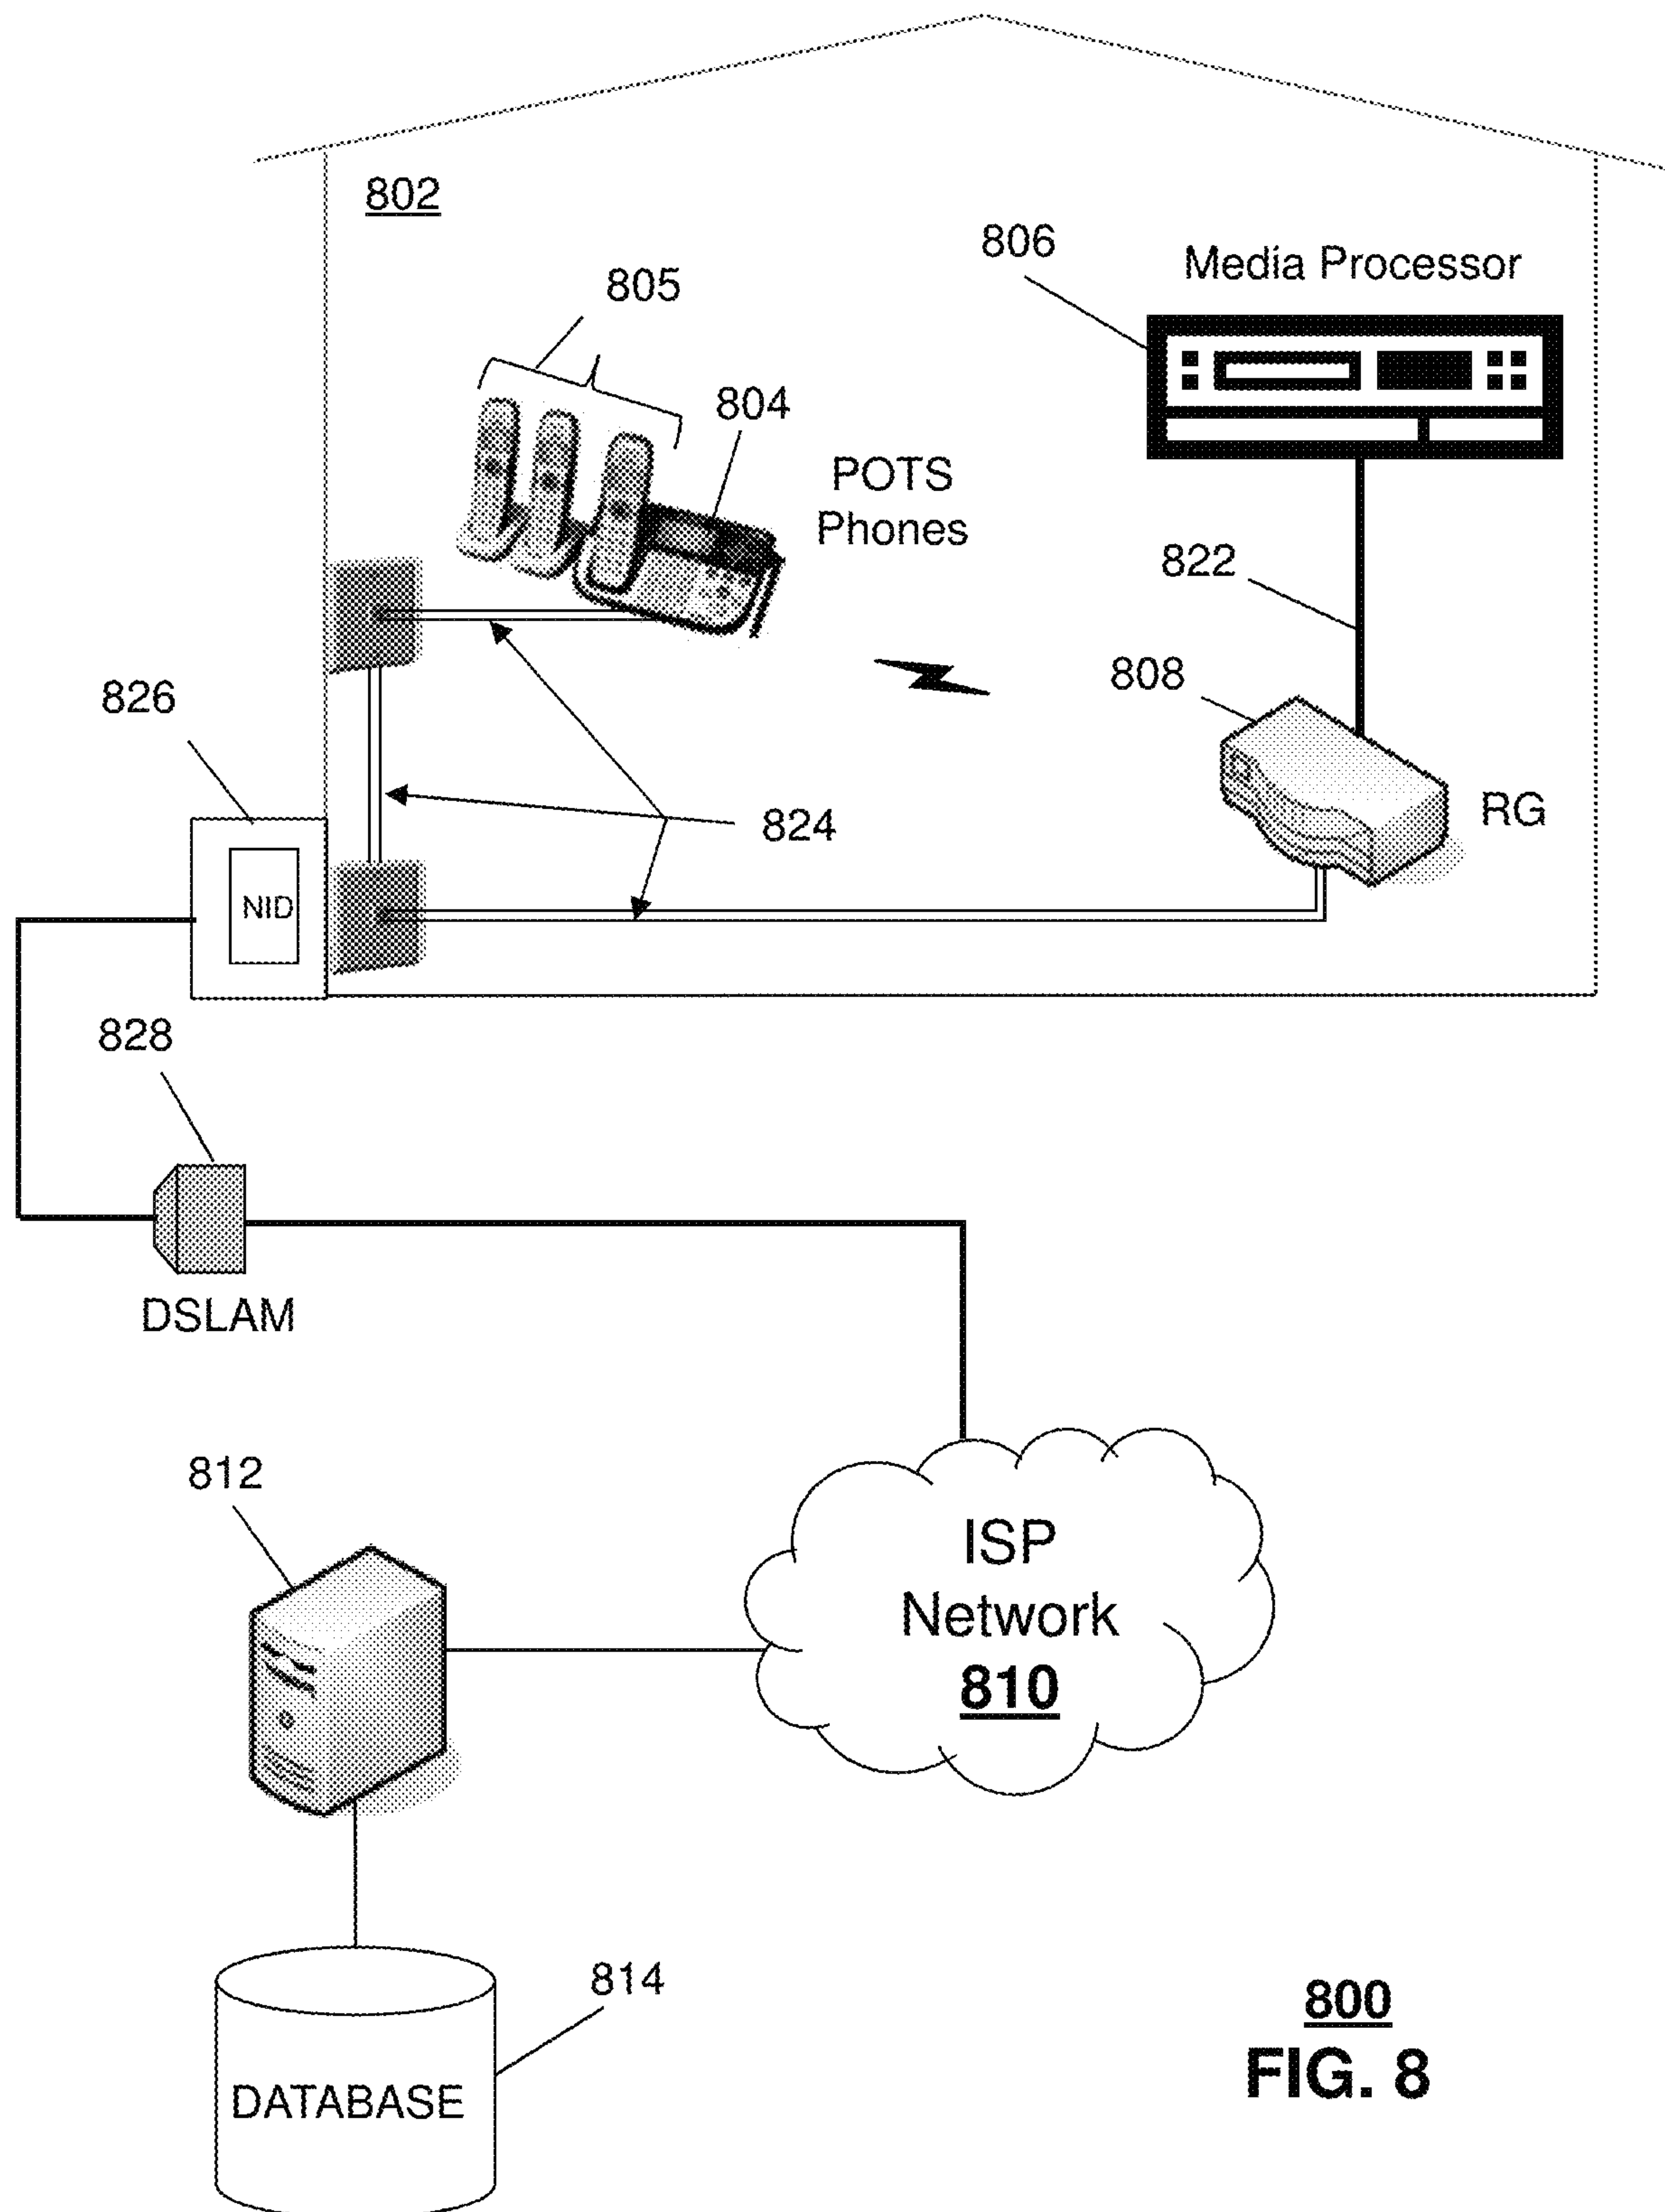 802
806
Media Processor
805
804
POTS
Phones
822
808
826
RG
824
NID
828
DSLAM
812
ISP
Network
810
814
DATABASE
800
FIG. 8